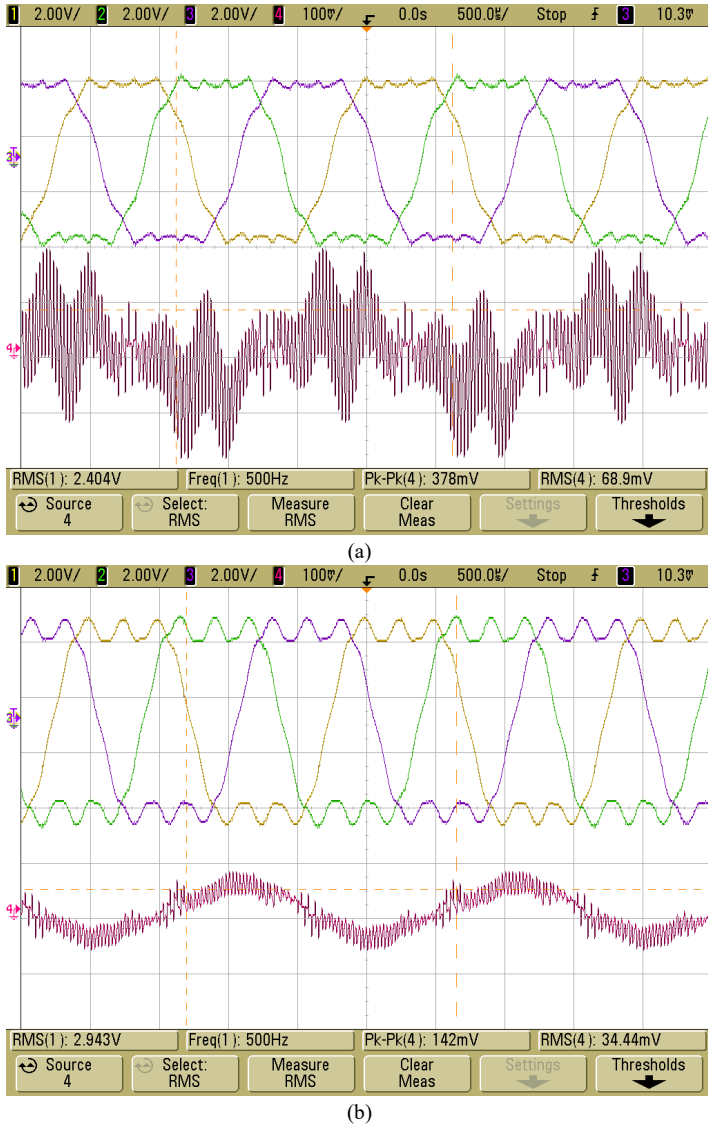 1 2.00V/ 2 2.00V/ 3 2.00V/ 4 100mV/ 0.0s 500.0µs/ Stop 3 10.3mV
3
4
RMS(1): 2.404V Freq(1): 500Hz Pk-Pk(4): 378mV RMS(4): 68.9mV
Source Select: Measure Clear Settings Thresholds
4 RMS RMS Meas
(a)
1 2.00V/ 2 2.00V/ 3 2.00V/ 4 100mV/ 0.0s 500.0µs/ Stop 3 10.3mV
3
4
RMS(1): 2.943V Freq(1): 500Hz Pk-Pk(4): 142mV RMS(4): 34.44mV
Source Select: Measure Clear Settings Thresholds
4 RMS RMS Meas
(b)